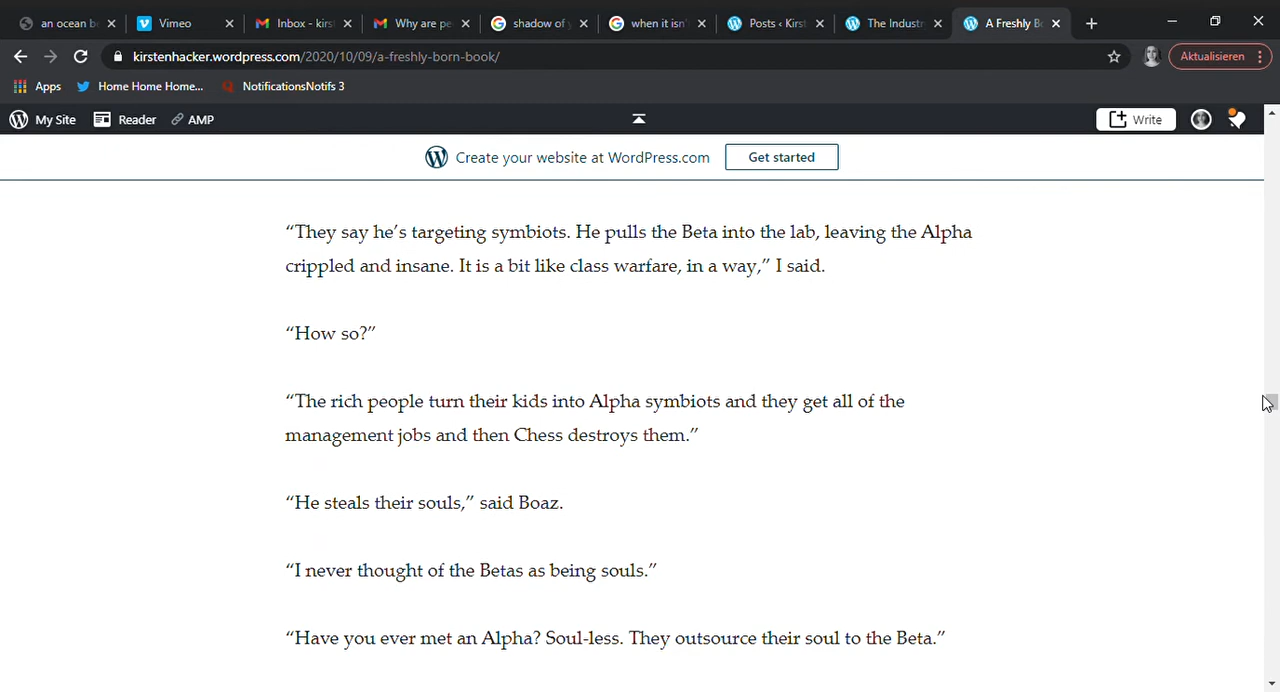 an ocean b
Vimeo
Inbox - kirs
Why are pe
shadow of
when it isn
Posts ‹ Kirst
The Industr
A Freshly B
kirstenhacker.wordpress.com/2020/10/09/a-freshly-born-book/
Aktualisieren
Apps
Home Home Home...
NotificationsNotifs 3
My Site
Reader
AMP
Write
Create your website at WordPress.com
Get started
“They say he’s targeting symbiots. He pulls the Beta into the lab, leaving the Alpha
crippled and insane. It is a bit like class warfare, in a way,” I said.
“How so?”
“The rich people turn their kids into Alpha symbiots and they get all of the
management jobs and then Chess destroys them.”
“He steals their souls,” said Boaz.
“I never thought of the Betas as being souls.”
“Have you ever met an Alpha? Soul-less. They outsource their soul to the Beta.”